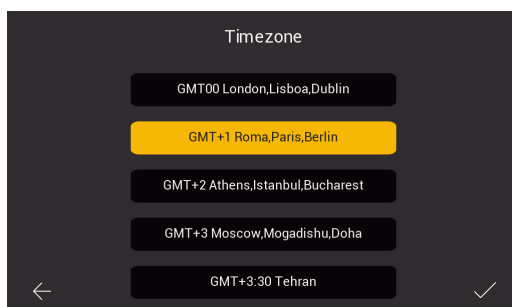 Timezone
GMT00 London,Lisboa,Dublin
GMT+1 Roma,Paris,Berlin
GMT+2 Athens,Istanbul,Bucharest
GMT+3 Moscow,Mogadishu,Doha
GMT+3:30 Tehran